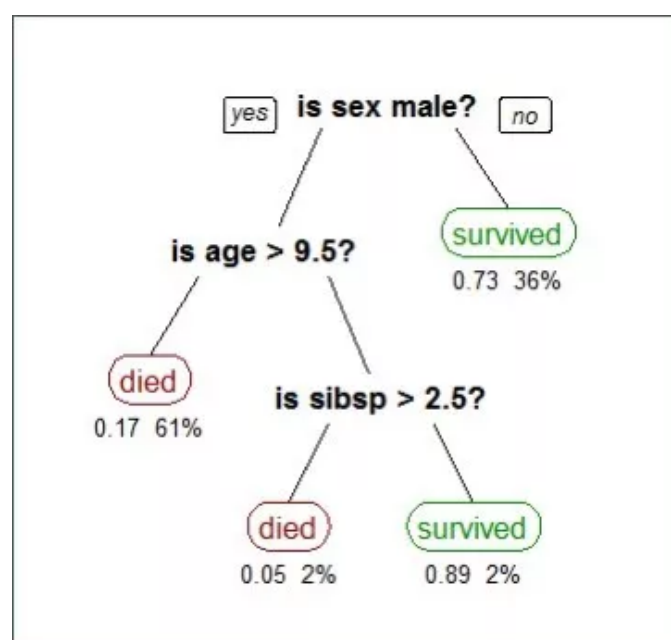 yes is sex male? no
is age > 9.5?
survived
0.73 36%
died
0.17 61%
is sibsp > 2.5?
died
0.05 2%
survived
0.89 2%